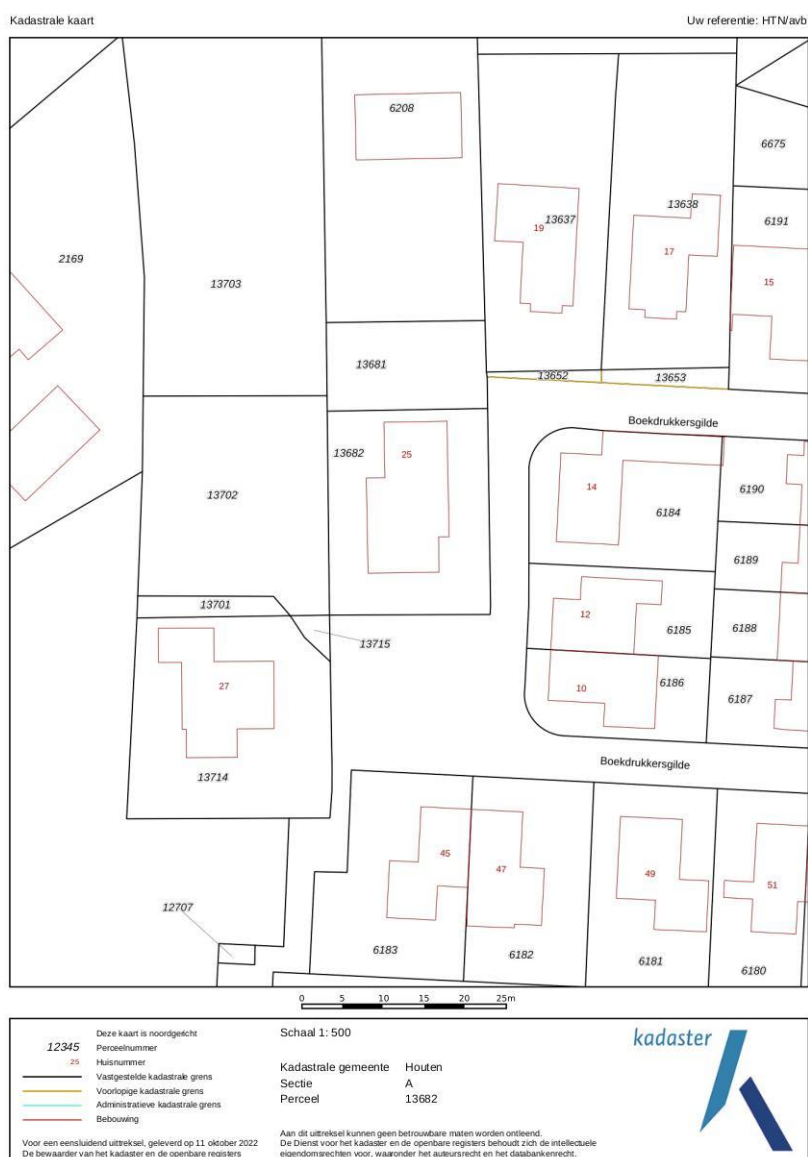 Kadastrale kaart
Uw referentie: HTN/avb
6208
6675
13638
13637
6191
19
17
2169
15
13703
13681
13652
13653
Boekdrukkersgilde
13682
25
14
6190
13702
6184
6189
13701
12
6185
6188
13715
27
10
6186
6187
Boekdrukkersgilde
13714
45
47
49
51
12707
6183
6182
6181
6180
0 5 10 15 20 25m
Deze kaart is noordgericht
12345 Perceelnummer
25 Huisnummer
Vastgestelde kadastrale grens
Voorlopige kadastrale grens
Administratieve kadastrale grens
Bebouwing
Voor een eensluidend uittreksel, geleverd op 11 oktober 2022
De bewaarder van het kadaster en de openbare registers
Schaal 1: 500
Kadastrale gemeente Houten
Sectie A
Perceel 13682
Aan dit uittreksel kunnen geen betrouwbare maten worden ontleend.
De Dienst voor het kadaster en de openbare registers behoudt zich de intellectuele
eigendomsrechten voor, waaronder het auteursrecht en het databankenrecht.
kadaster